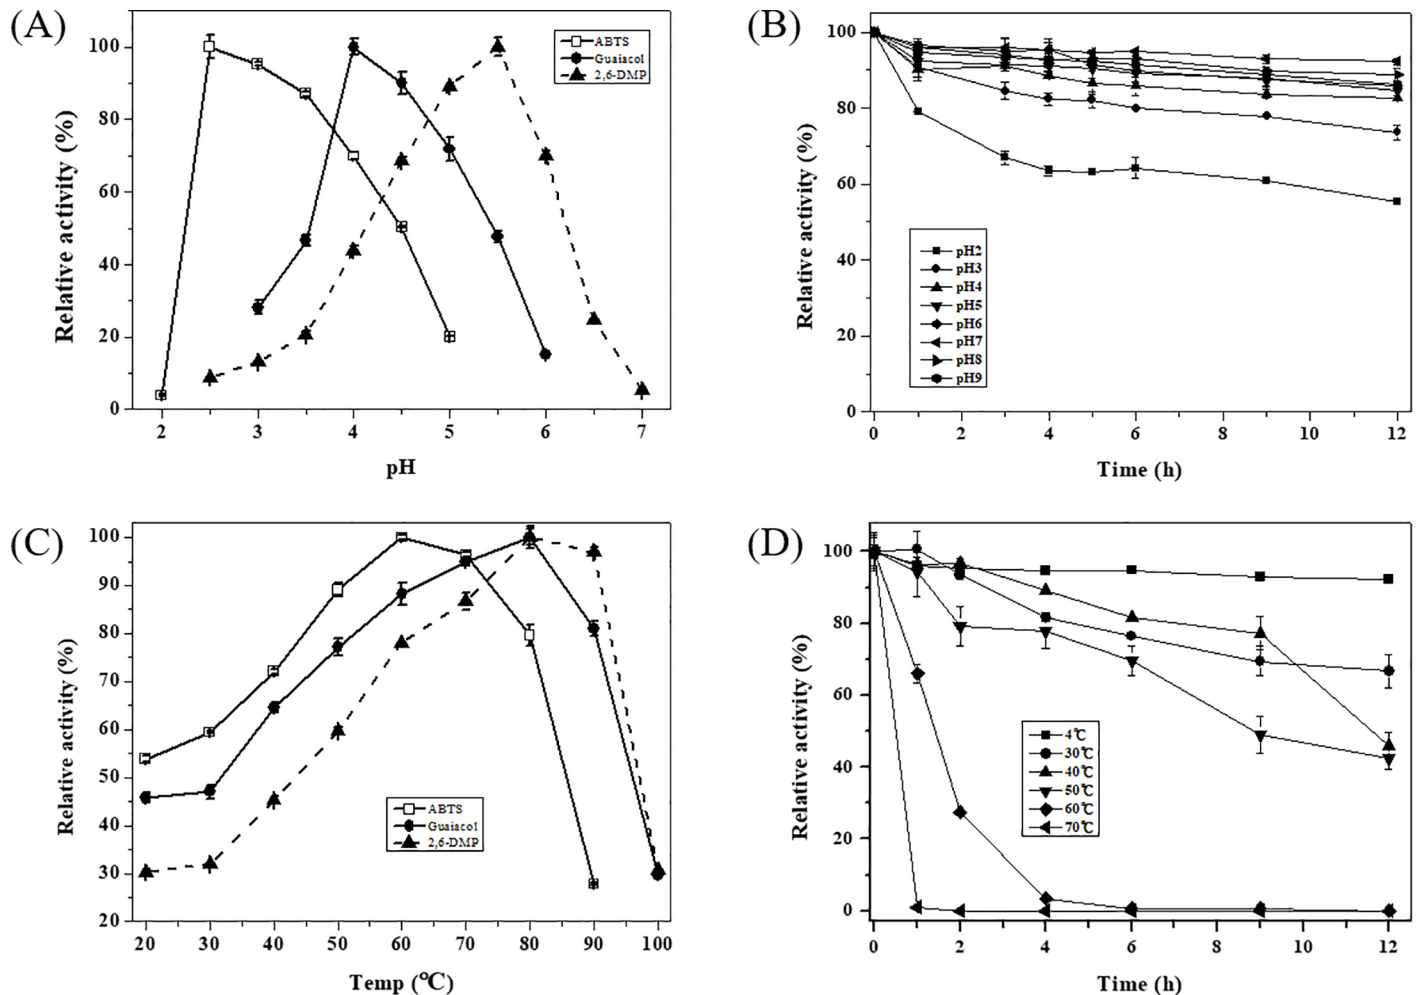 (A)
Relative activity (%)
100
80
60
40
20
0
2 3 4 5 6 7
pH
ABTS
Guaiacol
2,6-DMP
(B)
Relative activity (%)
100
80
60
40
20
0
0 2 4 6 8 10 12
Time (h)
pH2
pH3
pH4
pH5
pH6
pH7
pH8
pH9
(C)
Relative activity (%)
100
90
80
70
60
50
40
30
20
20 30 40 50 60 70 80 90 100
Temp (℃)
ABTS
Guaiacol
2,6-DMP
(D)
Relative activity (%)
100
80
60
40
20
0
0 2 4 6 8 10 12
Time (h)
4℃
30℃
40℃
50℃
60℃
70℃